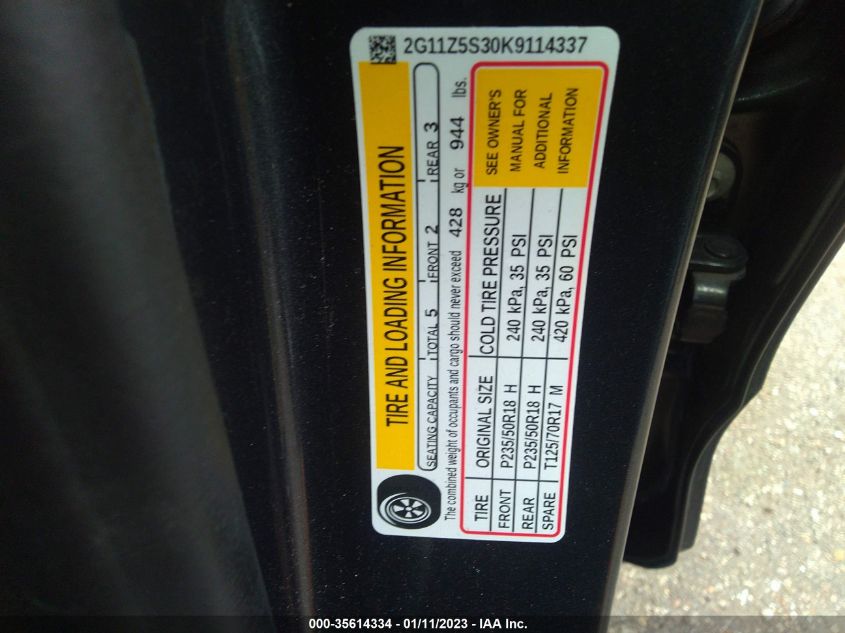 2G11Z5S30K9114337
TIRE AND LOADING INFORMATION
SEATING CAPACITY TOTAL 5 FRONT 2 REAR 3
The combined weight of occupants and cargo should never exceed 428 kg or 944 lbs.
TIRE ORIGINAL SIZE COLD TIRE PRESSURE
FRONT P235/50R18 H 240 kPa, 35 PSI
REAR P235/50R18 H 240 kPa, 35 PSI
SPARE T125/70R17 M 420 kPa, 60 PSI
SEE OWNER'S
MANUAL FOR
ADDITIONAL
INFORMATION
000-35614334 - 01/11/2023 - IAA Inc.